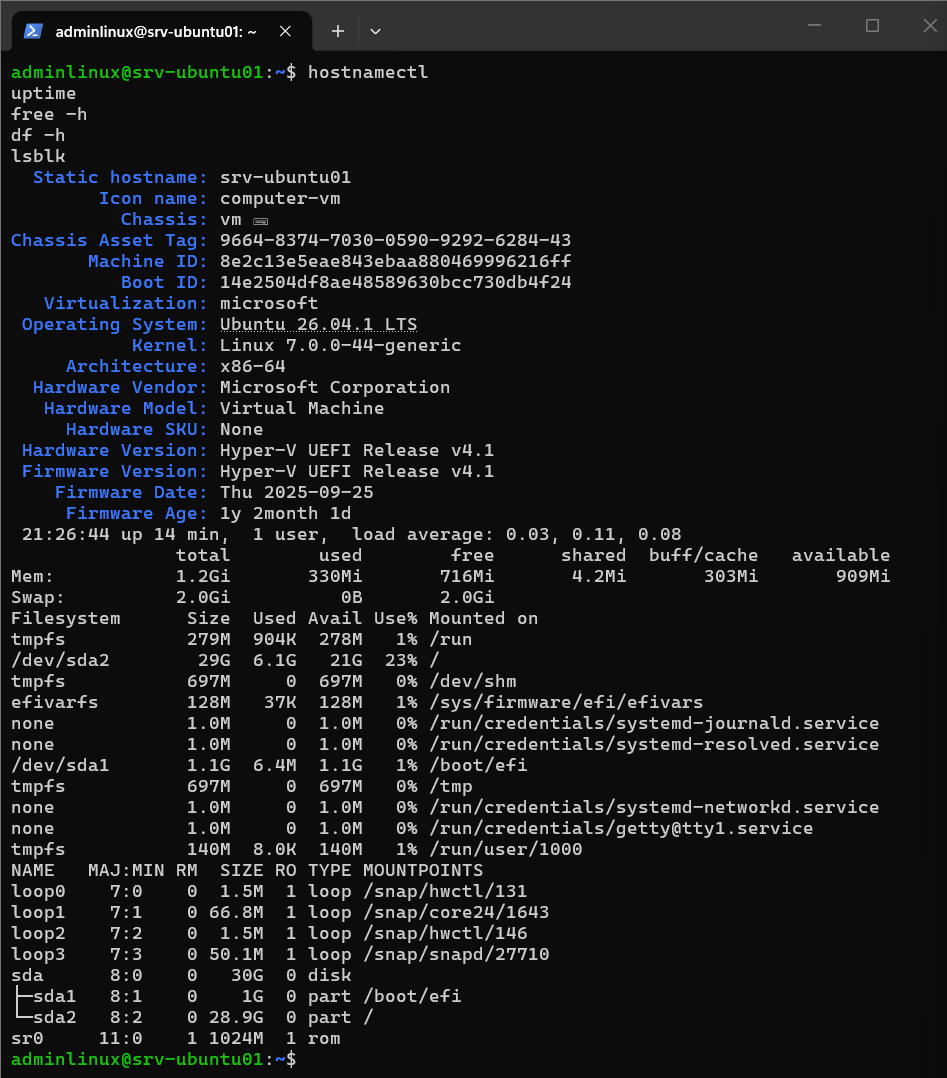 adminlinux@srv-ubuntu01: ~
adminlinux@srv-ubuntu01:~$ hostnamectl
uptime
free -h
df -h
lsblk
  Static hostname: srv-ubuntu01
        Icon name: computer-vm
          Chassis: vm 🖴
Chassis Asset Tag: 9664-8374-7030-0590-9292-6284-43
       Machine ID: 8e2c13e5eae843ebaa880469996216ff
          Boot ID: 14e2504df8ae48589630bcc730db4f24
   Virtualization: microsoft
 Operating System: Ubuntu 26.04.1 LTS
           Kernel: Linux 7.0.0-44-generic
     Architecture: x86-64
  Hardware Vendor: Microsoft Corporation
   Hardware Model: Virtual Machine
     Hardware SKU: None
 Hardware Version: Hyper-V UEFI Release v4.1
 Firmware Version: Hyper-V UEFI Release v4.1
    Firmware Date: Thu 2025-09-25
     Firmware Age: 1y 2month 1d
 21:26:44 up 14 min,  1 user,  load average: 0.03, 0.11, 0.08
               total        used        free      shared  buff/cache   available
Mem:           1.2Gi       330Mi       716Mi       4.2Mi       303Mi       909Mi
Swap:          2.0Gi          0B       2.0Gi
Filesystem      Size  Used Avail Use% Mounted on
tmpfs           279M  904K  278M   1% /run
/dev/sda2        29G  6.1G   21G  23% /
tmpfs           697M     0  697M   0% /dev/shm
efivarfs        128M   37K  128M   1% /sys/firmware/efi/efivars
none            1.0M     0  1.0M   0% /run/credentials/systemd-journald.service
none            1.0M     0  1.0M   0% /run/credentials/systemd-resolved.service
/dev/sda1       1.1G  6.4M  1.1G   1% /boot/efi
tmpfs           697M     0  697M   0% /tmp
none            1.0M     0  1.0M   0% /run/credentials/systemd-networkd.service
none            1.0M     0  1.0M   0% /run/credentials/getty@tty1.service
tmpfs           140M  8.0K  140M   1% /run/user/1000
NAME   MAJ:MIN RM  SIZE RO TYPE MOUNTPOINTS
loop0    7:0    0  1.5M  1 loop /snap/hwctl/131
loop1    7:1    0 66.8M  1 loop /snap/core24/1643
loop2    7:2    0  1.5M  1 loop /snap/hwctl/146
loop3    7:3    0 50.1M  1 loop /snap/snapd/27710
sda      8:0    0   30G  0 disk
├─sda1   8:1    0    1G  0 part /boot/efi
└─sda2   8:2    0 28.9G  0 part /
sr0     11:0    1 1024M  1 rom
adminlinux@srv-ubuntu01:~$